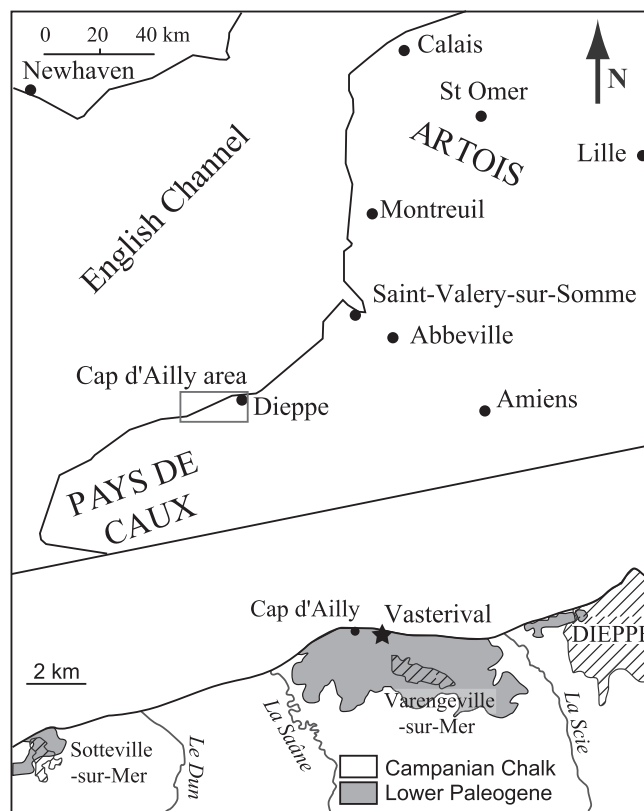 0 20 40 km
Newhaven
Calais
N
St Omer
ARTOIS
Lille
English Channel
Montreuil
Saint-Valery-sur-Somme
Abbeville
Cap d'Ailly area
Dieppe
Amiens
PAYS DE
CAUX
Cap d'Ailly
Vasterival
DIEPPE
2 km
Varengeville
-sur-Mer
La Saâne
La Scie
Le Dun
Sotteville
-sur-Mer
Campanian Chalk
Lower Paleogene